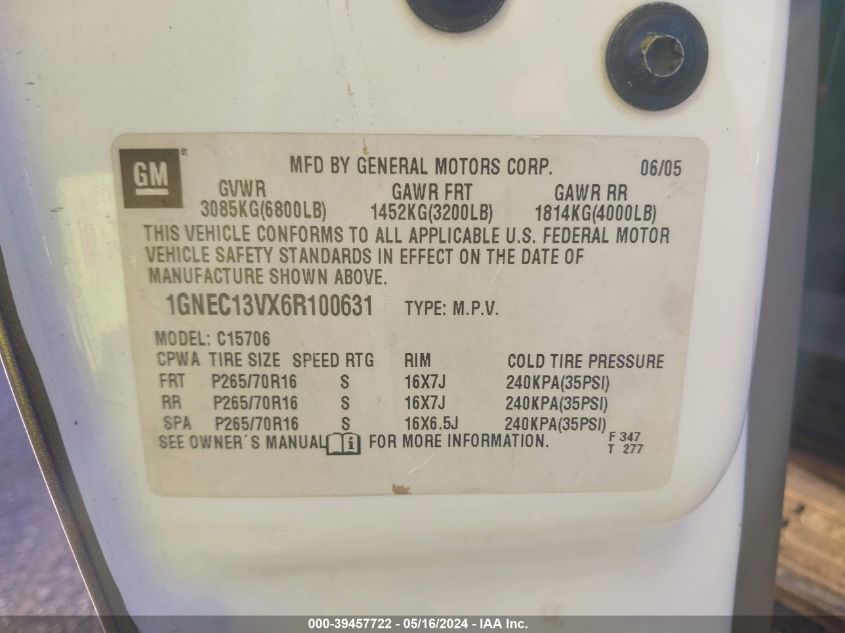 GM ® MFD BY GENERAL MOTORS CORP. 06/05
GVWR GAWR FRT GAWR RR
3085KG(6800LB) 1452KG(3200LB) 1814KG(4000LB)
THIS VEHICLE CONFORMS TO ALL APPLICABLE U.S. FEDERAL MOTOR
VEHICLE SAFETY STANDARDS IN EFFECT ON THE DATE OF
MANUFACTURE SHOWN ABOVE.
1GNEC13VX6R100631 TYPE: M.P.V.
MODEL: C15706
CPWA TIRE SIZE SPEED RTG RIM COLD TIRE PRESSURE
FRT P265/70R16 S 16X7J 240KPA(35PSI)
RR P265/70R16 S 16X7J 240KPA(35PSI)
SPA P265/70R16 S 16X6.5J 240KPA(35PSI)
SEE OWNER'S MANUAL i FOR MORE INFORMATION. F 347
T 277
000-39457722 - 05/16/2024 - IAA Inc.